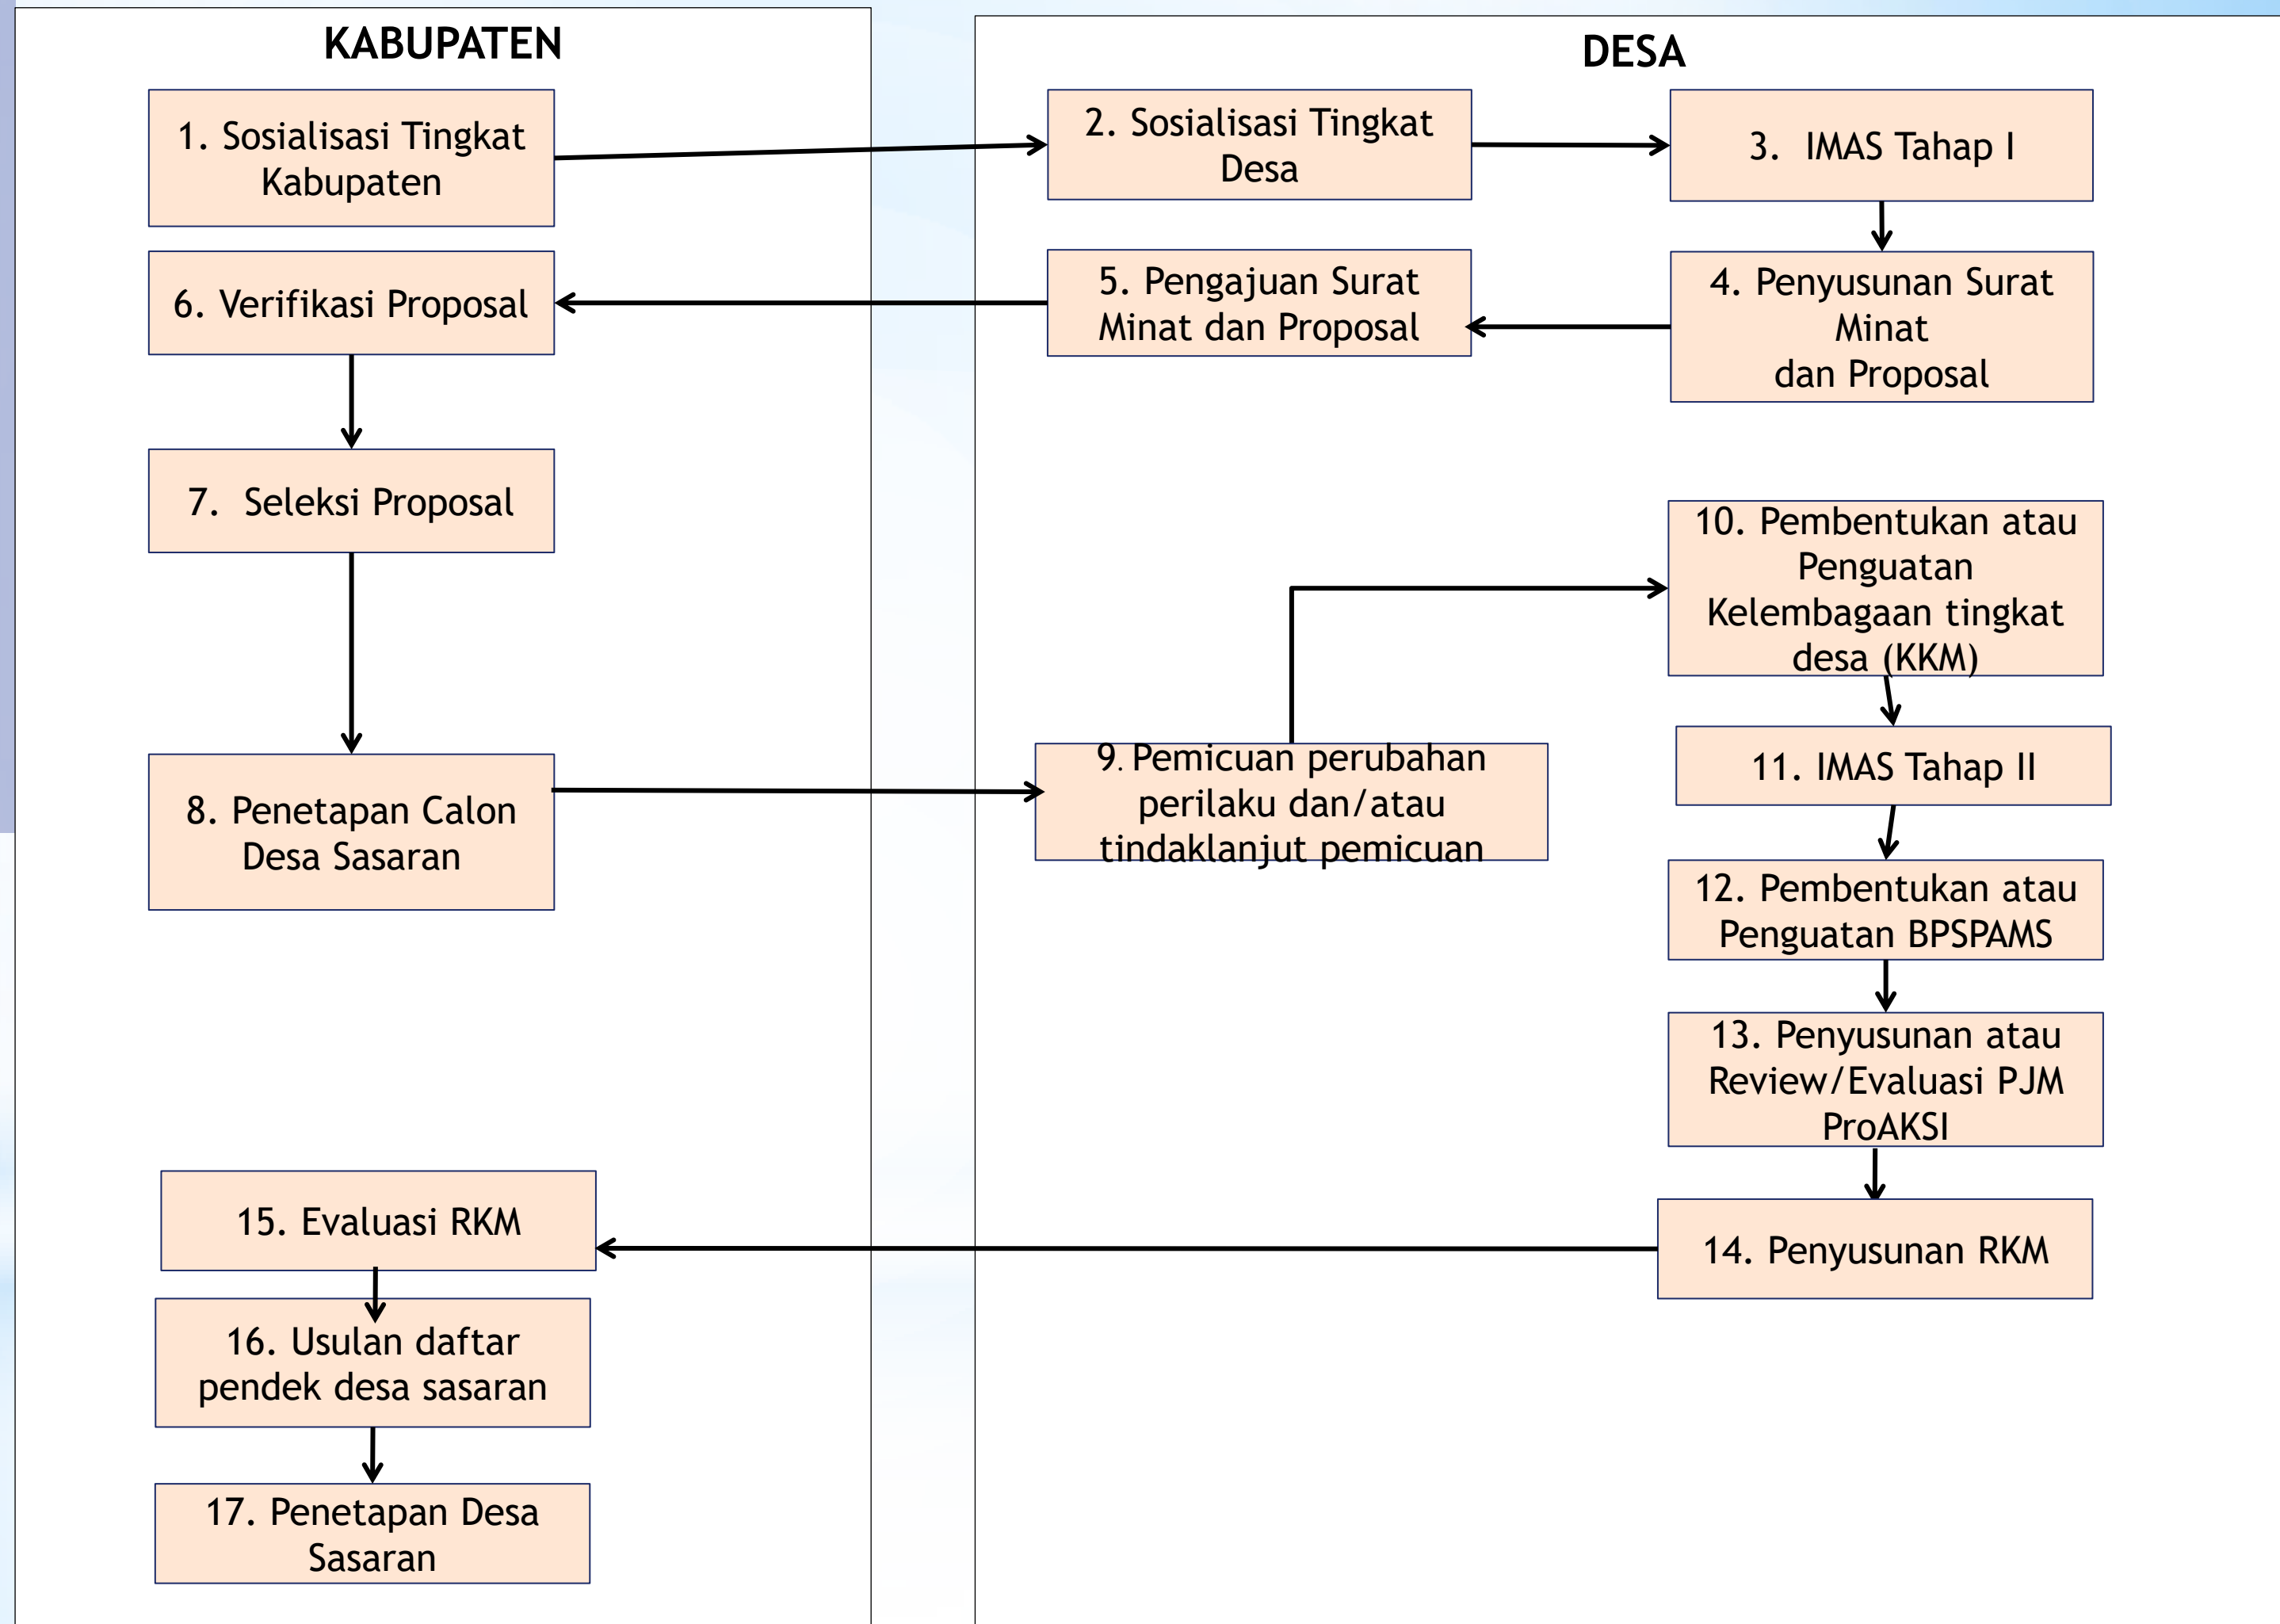 KABUPATEN
DESA
1. Sosialisasi Tingkat
Kabupaten
2. Sosialisasi Tingkat
Desa
3. IMAS Tahap I
4. Penyusunan Surat
Minat
dan Proposal
5. Pengajuan Surat
Minat dan Proposal
6. Verifikasi Proposal
7. Seleksi Proposal
8. Penetapan Calon
Desa Sasaran
9. Pemicuan perubahan
perilaku dan/atau
tindaklanjut pemicuan
10. Pembentukan atau
Penguatan
Kelembagaan tingkat
desa (KKM)
11. IMAS Tahap II
12. Pembentukan atau
Penguatan BPSPAMS
13. Penyusunan atau
Review/Evaluasi PJM
ProAKSI
14. Penyusunan RKM
15. Evaluasi RKM
16. Usulan daftar
pendek desa sasaran
17. Penetapan Desa
Sasaran